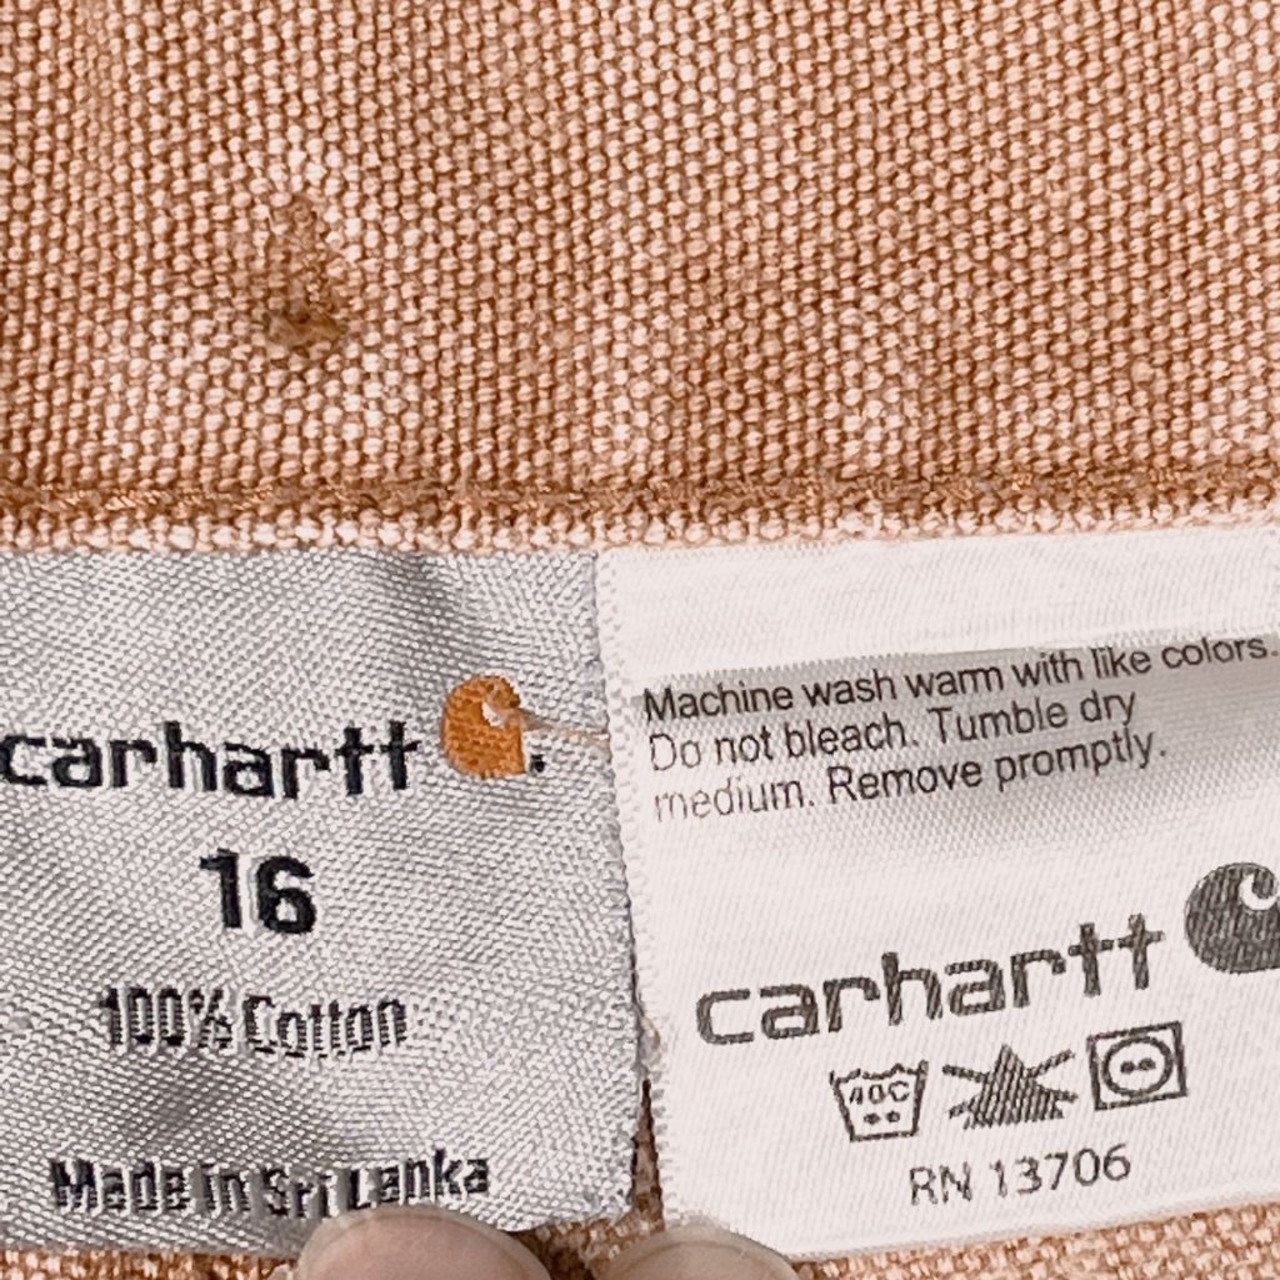 carhartt
16
100% Cotton
Made in Sri Lanka
Machine wash warm with like colors.
Do not bleach. Tumble dry
medium. Remove promptly.
carhartt
40C
RN 13706